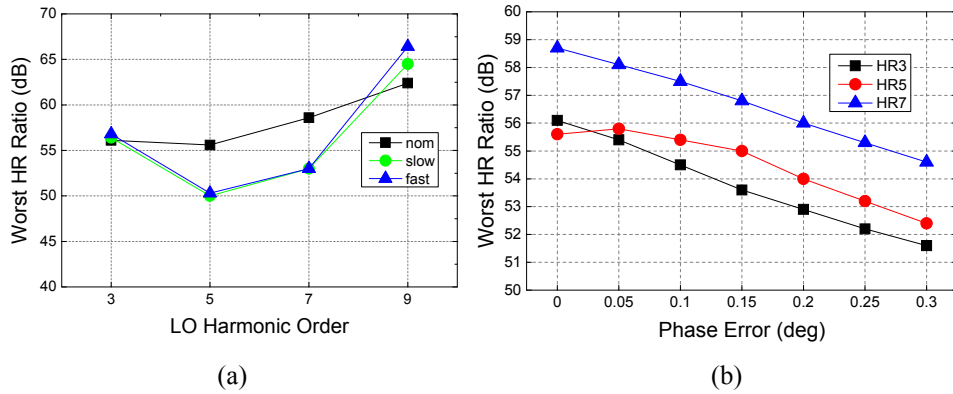 70
65
60
55
50
45
40
Worst HR Ratio (dB)
nom
slow
fast
3 5 7 9
LO Harmonic Order
(a)
60
59
58
57
56
55
54
53
52
51
50
Worst HR Ratio (dB)
HR3
HR5
HR7
0 0.05 0.1 0.15 0.2 0.25 0.3
Phase Error (deg)
(b)